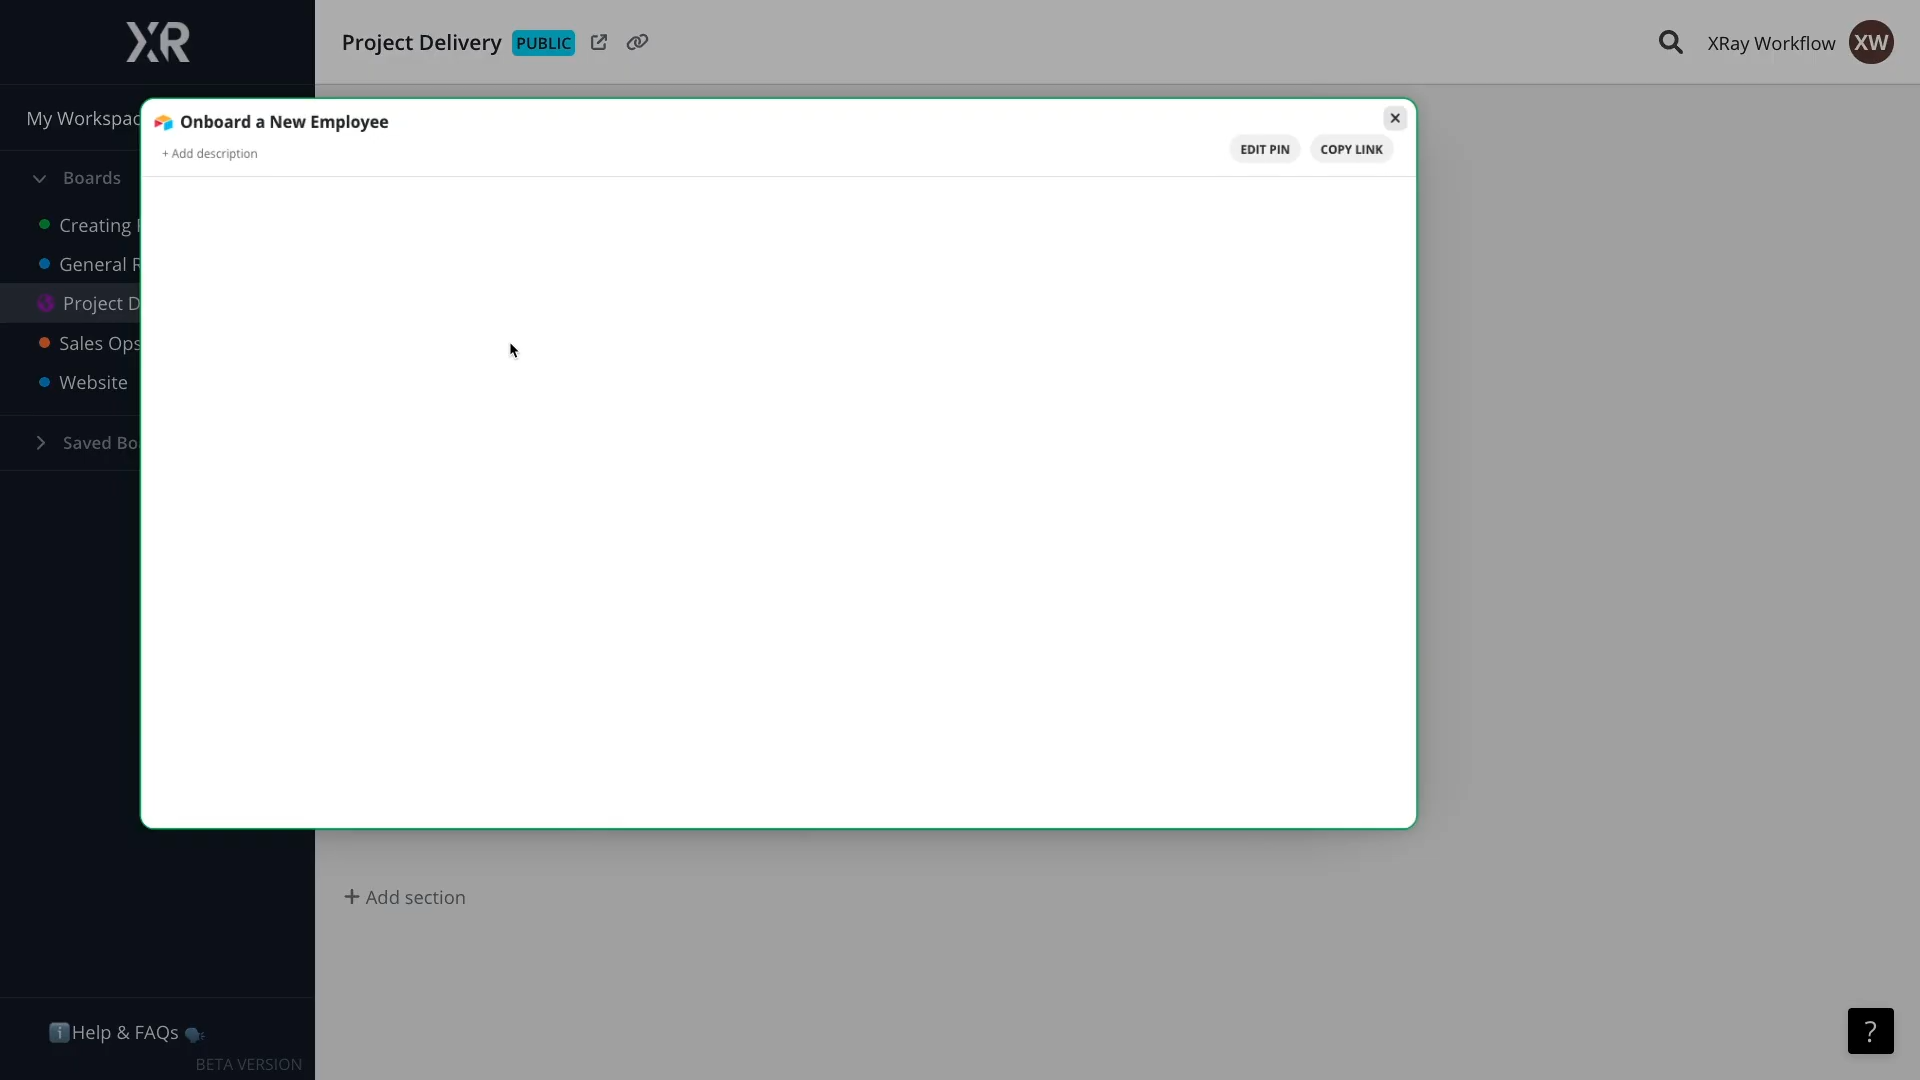 XR
Project Delivery PUBLIC
XRay Workflow XW
My Workspac
Onboard a New Employee
+ Add description
EDIT PIN COPY LINK
Boards
Creating
General R
Project D
Sales Ops
Website
Saved Bo
+ Add section
Help & FAQs
BETA VERSION
?